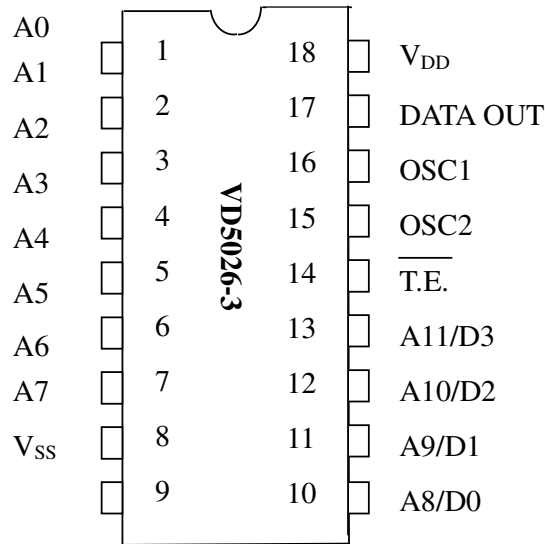 A0
1 18 V_DD
A1
2 17 DATA OUT
A2
3 16 OSC1
A3
4 15 OSC2
A4
5 14 T.E.
A5
6 13 A11/D3
A6
7 12 A10/D2
A7
8 11 A9/D1
V_SS
9 10 A8/D0
VD5026-3